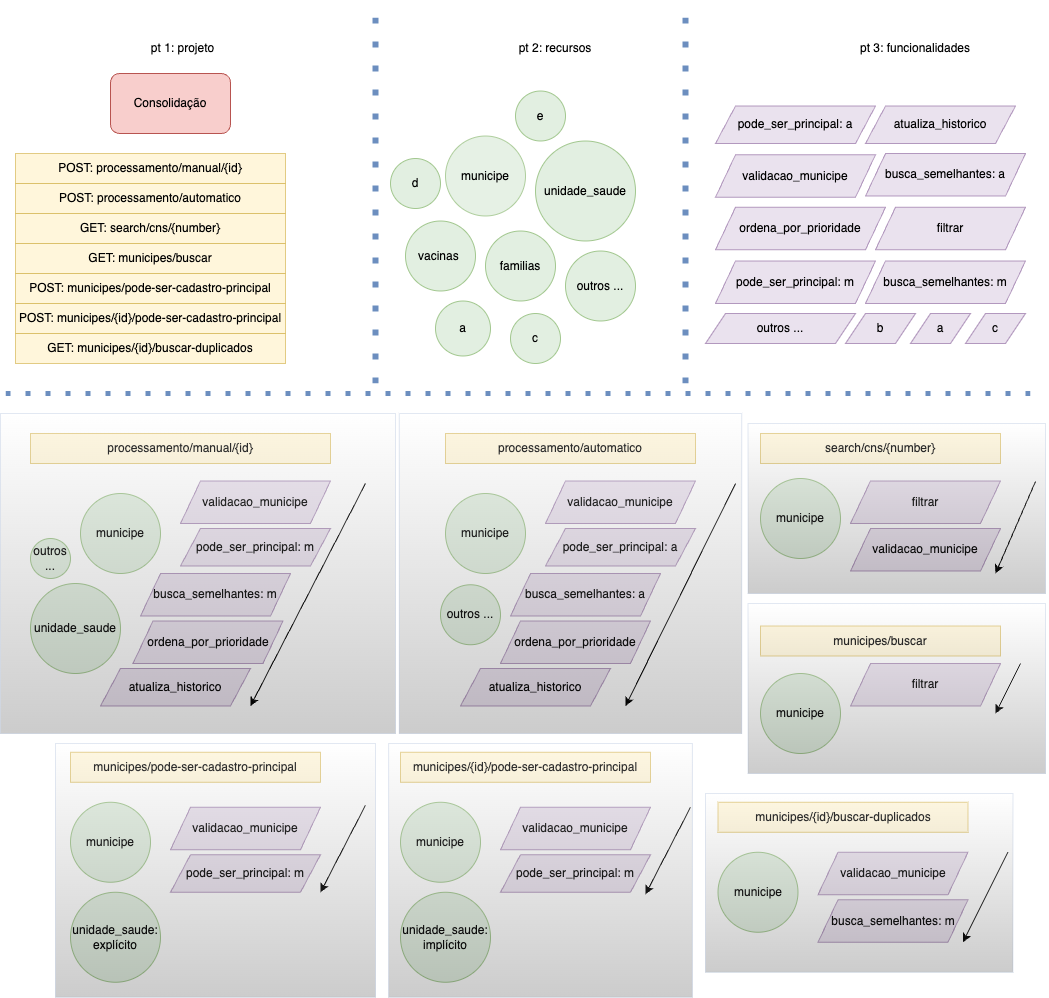 pt 1: projeto
Consolidação
POST: processamento/manual/{id}
POST: processamento/automatico
GET: search/cns/{number}
GET: municipes/buscar
POST: municipes/pode-ser-cadastro-principal
POST: municipes/{id}/pode-ser-cadastro-principal
GET: municipes/{id}/buscar-duplicados
pt 2: recursos
e
d
municipe
unidade_saude
vacinas
familias
outros ...
a
c
pt 3: funcionalidades
pode_ser_principal: a
atualiza_historico
validacao_municipe
busca_semelhantes: a
ordena_por_prioridade
filtrar
pode_ser_principal: m
busca_semelhantes: m
outros ...
b
a
c
processamento/manual/{id}
municipe
outros
...
unidade_saude
validacao_municipe
pode_ser_principal: m
busca_semelhantes: m
ordena_por_prioridade
atualiza_historico
processamento/automatico
municipe
outros ...
validacao_municipe
pode_ser_principal: a
busca_semelhantes: a
ordena_por_prioridade
atualiza_historico
search/cns/{number}
municipe
filtrar
validacao_municipe
municipes/buscar
municipe
filtrar
municipes/pode-ser-cadastro-principal
municipe
unidade_saude:
explícito
validacao_municipe
pode_ser_principal: m
municipes/{id}/pode-ser-cadastro-principal
municipe
unidade_saude:
implícito
validacao_municipe
pode_ser_principal: m
municipes/{id}/buscar-duplicados
municipe
validacao_municipe
busca_semelhantes: m